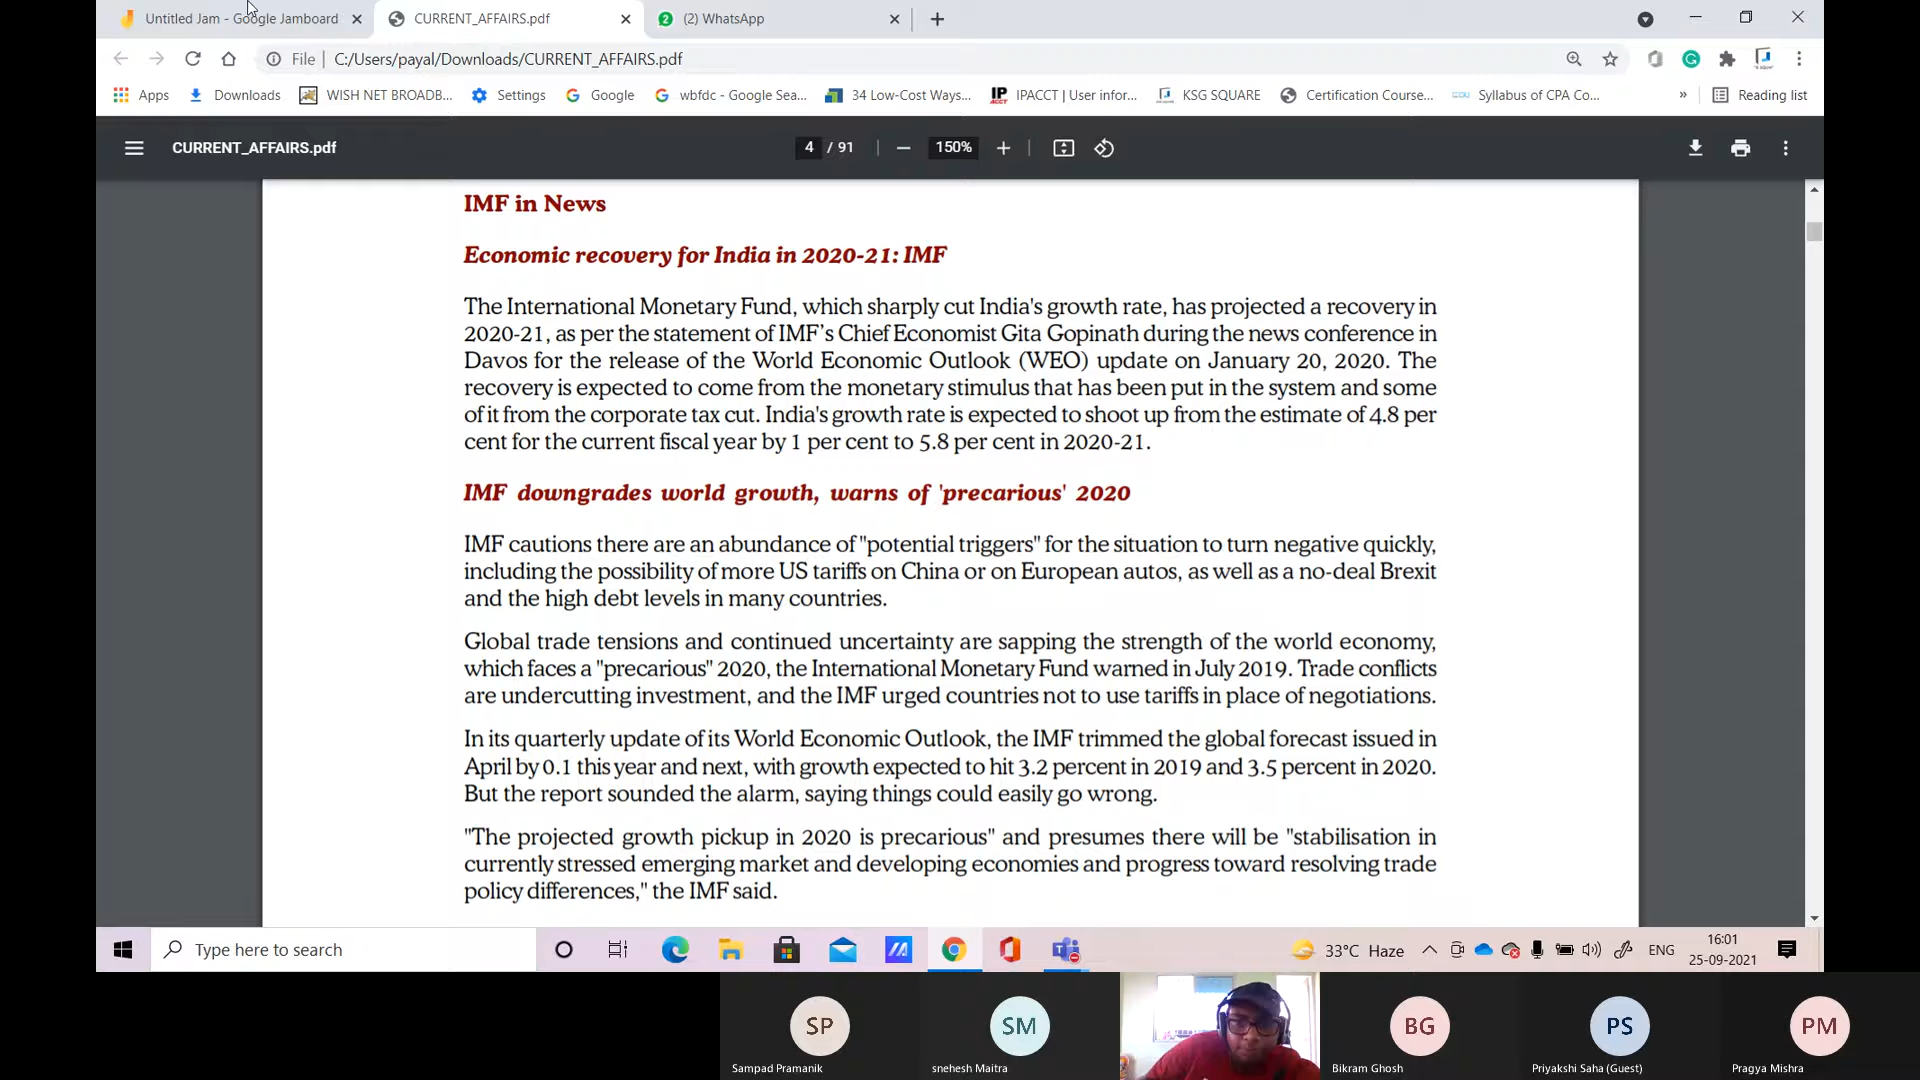 Untitled Jam - Google Jamboard
CURRENT_AFFAIRS.pdf
(2) WhatsApp
File | C:/Users/payal/Downloads/CURRENT_AFFAIRS.pdf
Apps
Downloads
WISH NET BROADB...
Settings
Google
wbfdc - Google Sea...
34 Low-Cost Ways...
IPACCT | User infor...
KSG SQUARE
Certification Course...
Syllabus of CPA Co...
»
Reading list
CURRENT_AFFAIRS.pdf
4 / 91
150%
IMF in News
Economic recovery for India in 2020-21: IMF
The International Monetary Fund, which sharply cut India's growth rate, has projected a recovery in
2020-21, as per the statement of IMF's Chief Economist Gita Gopinath during the news conference in
Davos for the release of the World Economic Outlook (WEO) update on January 20, 2020. The
recovery is expected to come from the monetary stimulus that has been put in the system and some
of it from the corporate tax cut. India's growth rate is expected to shoot up from the estimate of 4.8 per
cent for the current fiscal year by 1 per cent to 5.8 per cent in 2020-21.
IMF downgrades world growth, warns of 'precarious' 2020
IMF cautions there are an abundance of "potential triggers" for the situation to turn negative quickly,
including the possibility of more US tariffs on China or on European autos, as well as a no-deal Brexit
and the high debt levels in many countries.
Global trade tensions and continued uncertainty are sapping the strength of the world economy,
which faces a "precarious" 2020, the International Monetary Fund warned in July 2019. Trade conflicts
are undercutting investment, and the IMF urged countries not to use tariffs in place of negotiations.
In its quarterly update of its World Economic Outlook, the IMF trimmed the global forecast issued in
April by 0.1 this year and next, with growth expected to hit 3.2 percent in 2019 and 3.5 percent in 2020.
But the report sounded the alarm, saying things could easily go wrong.
"The projected growth pickup in 2020 is precarious" and presumes there will be "stabilisation in
currently stressed emerging market and developing economies and progress toward resolving trade
policy differences," the IMF said.
Type here to search
33°C Haze
ENG
16:01
25-09-2021
SP
SM
BG
PS
PM
Sampad Pramanik
snehesh Maitra
Bikram Ghosh
Priyakshi Saha (Guest)
Pragya Mishra